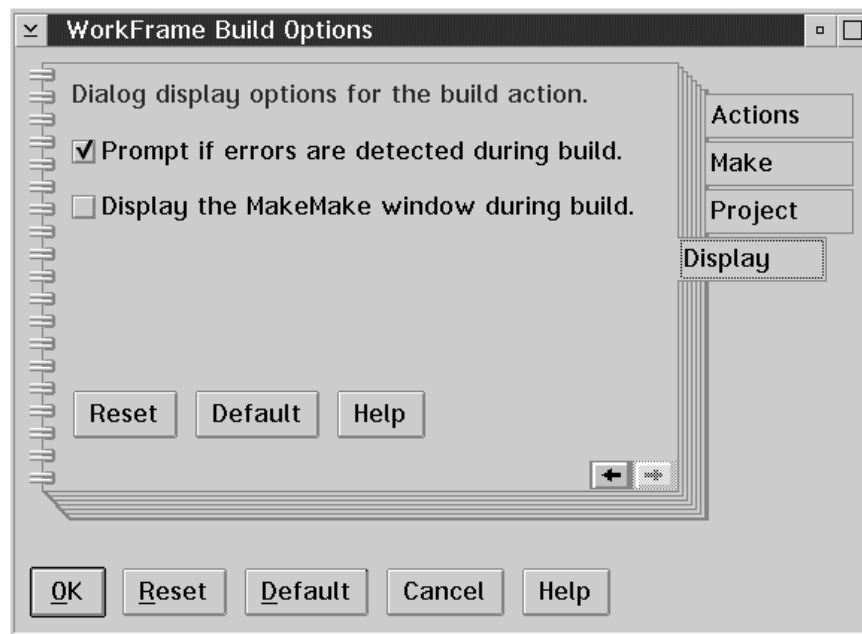 WorkFrame Build Options
Dialog display options for the build action.
Prompt if errors are detected during build.
Display the MakeMake window during build.
Actions
Make
Project
Display
Reset Default Help
OK Reset Default Cancel Help